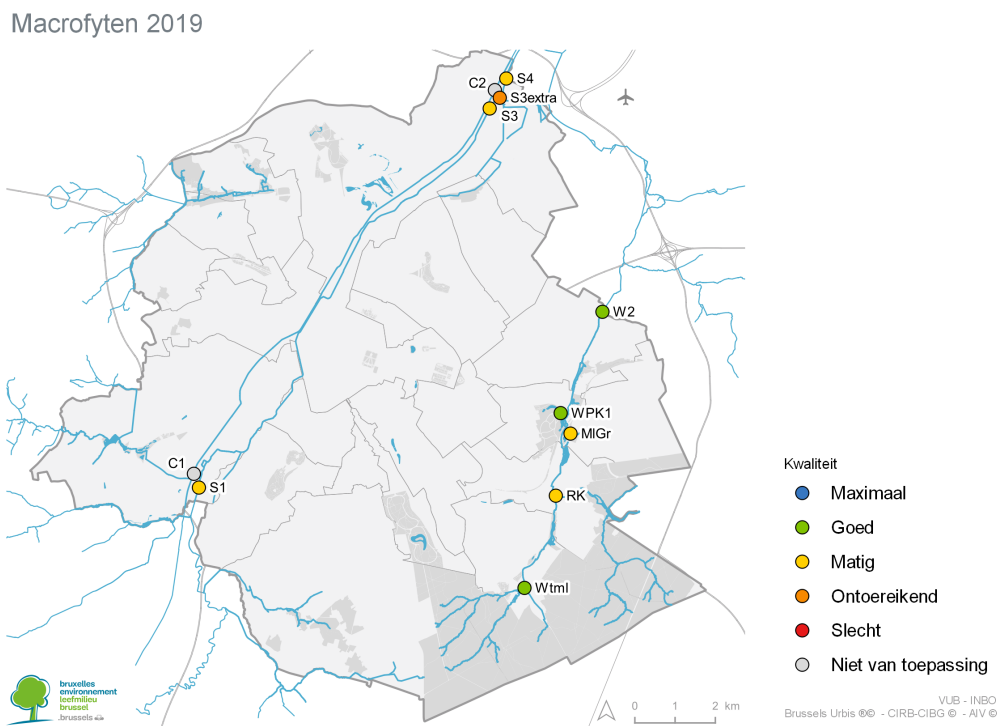 Macrofyten 2019
S4
C2
S3extra
S3
W2
WPK1
MlGr
C1
S1
RK
Wtml
Kwaliteit
Maximaal
Goed
Matig
Ontoereikend
Slecht
Niet van toepassing
bruxelles
environnement
leefmilieu
brussel
.brussels
0 1 2 km
VUB - INBO
Brussels Urbis ®© - CIRB-CIBG © - AIV ©